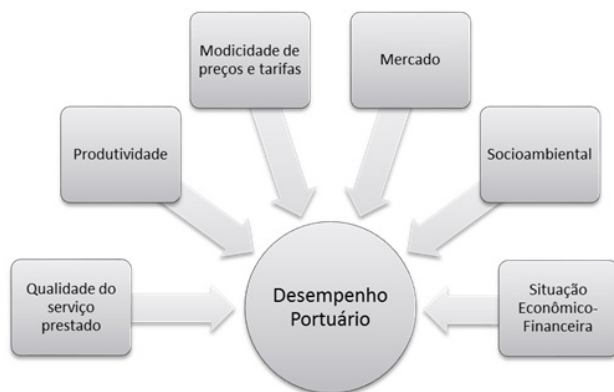 Modicidade de
preços e tarifas
Mercado
Produtividade
Socioambiental
Qualidade do
serviço
prestado
Desempenho
Portuário
Situação
Econômico-
Financeira